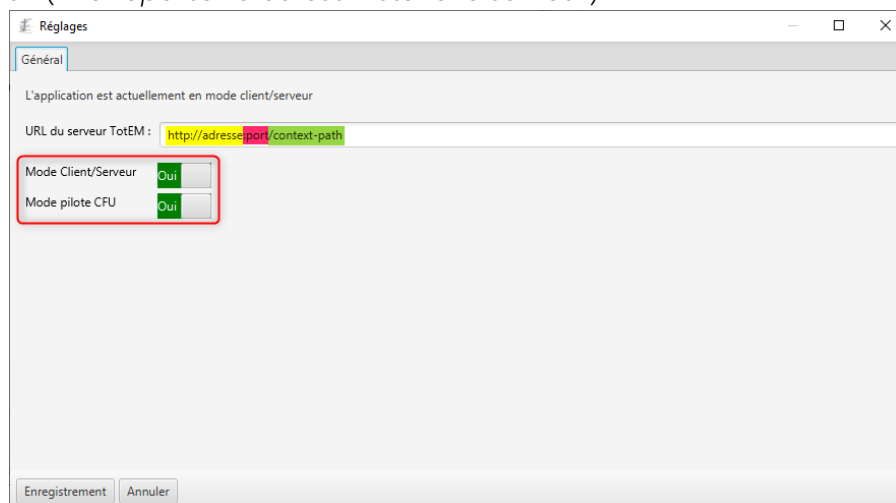 Réglages
Général
L'application est actuellement en mode client/serveur
URL du serveur TotEM : http://adresse:port/context-path
Mode Client/Serveur Oui
Mode pilote CFU Oui
Enregistrement Annuler